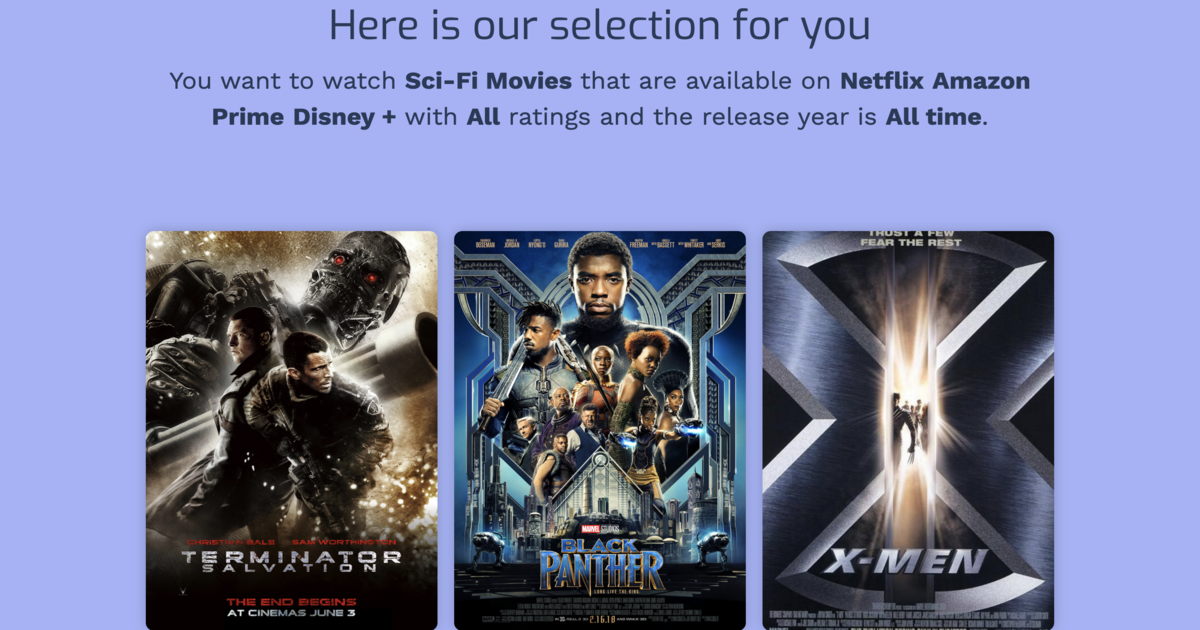 Here is our selection for you
You want to watch Sci-Fi Movies that are available on Netflix Amazon
Prime Disney + with All ratings and the release year is All time.
CHRISTIAN BALE SAM WORTHINGTON
TERMINATOR
SALVATION
THE END BEGINS
AT CINEMAS JUNE 3
BOSEMAN JORDAN NYONG'O GURIRA FREEMAN BASSETT WHITAKER SERKIS
MARVEL STUDIOS
BLACK
PANTHER
LONG LIVE THE KING
2.16.18
TRUST A FEW
FEAR THE REST
X-MEN